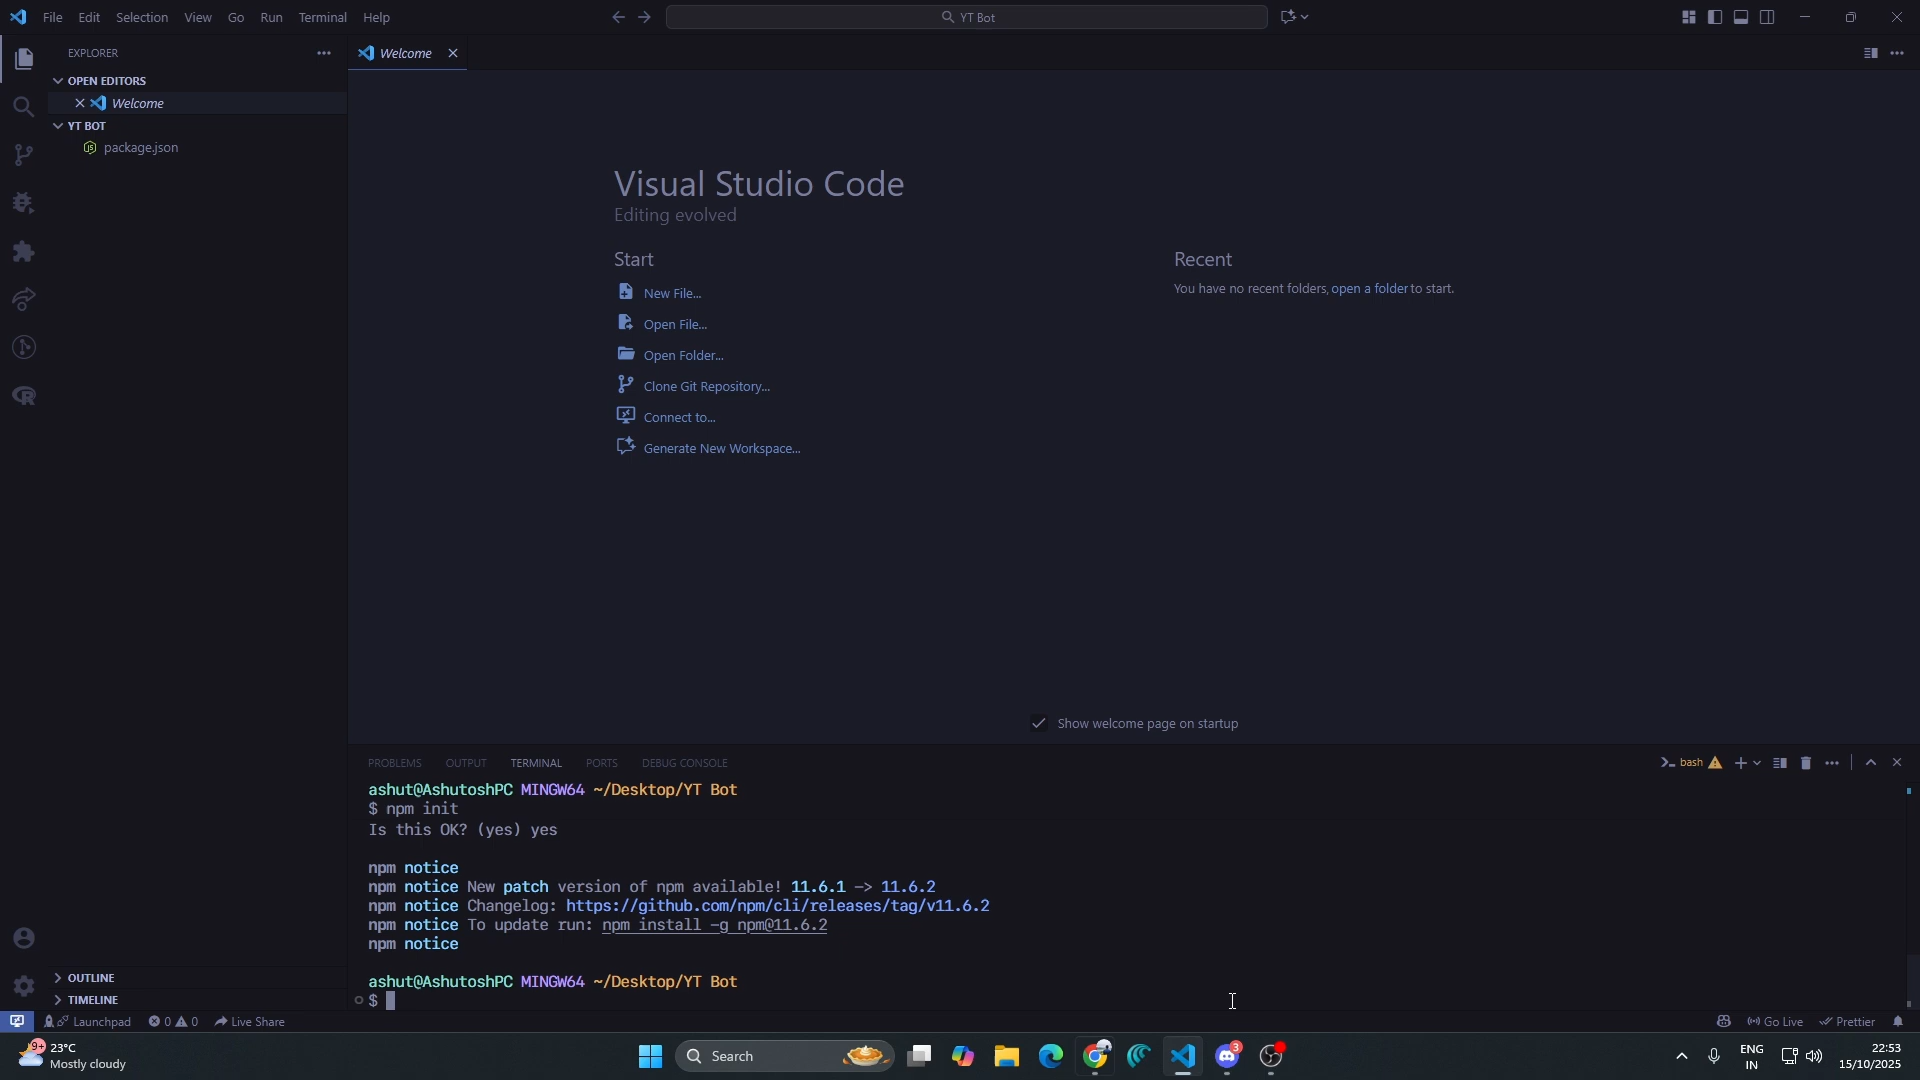 File Edit Selection View Go Run Terminal Help
YT Bot
EXPLORER
OPEN EDITORS
Welcome
YT BOT
package.json
OUTLINE
TIMELINE
Welcome
Visual Studio Code
Editing evolved
Start
New File...
Open File...
Open Folder...
Clone Git Repository...
Connect to...
Generate New Workspace...
Recent
You have no recent folders, open a folder to start.
Show welcome page on startup
PROBLEMS OUTPUT TERMINAL PORTS DEBUG CONSOLE
bash
ashut@AshutoshPC MINGW64 ~/Desktop/YT Bot
$ npm init
Is this OK? (yes) yes
npm notice
npm notice New patch version of npm available! 11.6.1 -> 11.6.2
npm notice Changelog: https://github.com/npm/cli/releases/tag/v11.6.2
npm notice To update run: npm install -g npm@11.6.2
npm notice
ashut@AshutoshPC MINGW64 ~/Desktop/YT Bot
$
Launchpad 0 0 Live Share
Go Live Prettier
9+
23°C
Mostly cloudy
Search
3
ENG
IN
22:53
15/10/2025